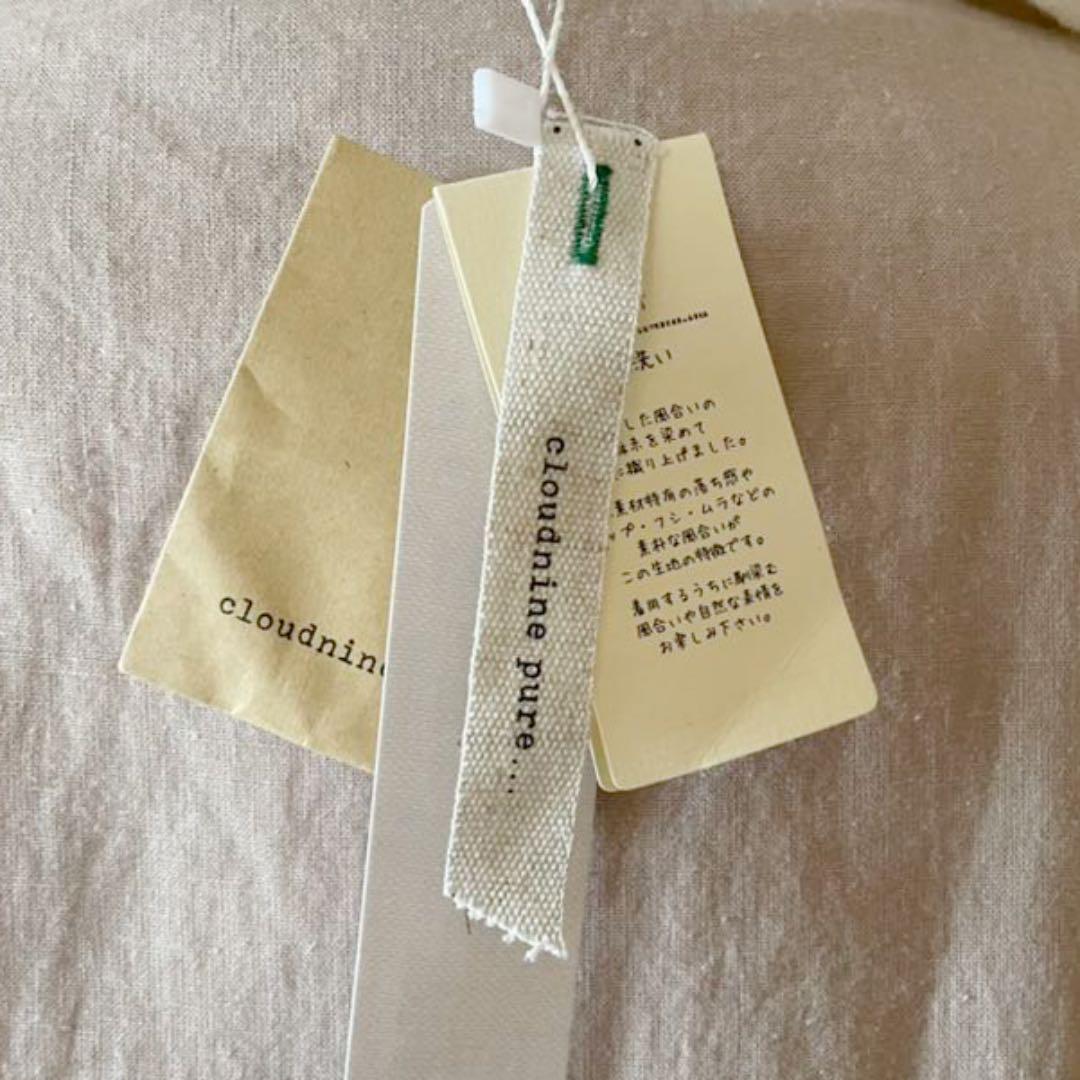 cloudnine
cloudnine pure...
洗い
した風合いの
糸を染めて
に織り上げました。
素材特有の落ち感や
ップ・フシ・ムラなどの
素朴な風合いが
この生地の特徴です。
着用するうちに馴染む
風合いや自然な表情を
お楽しみ下さい。